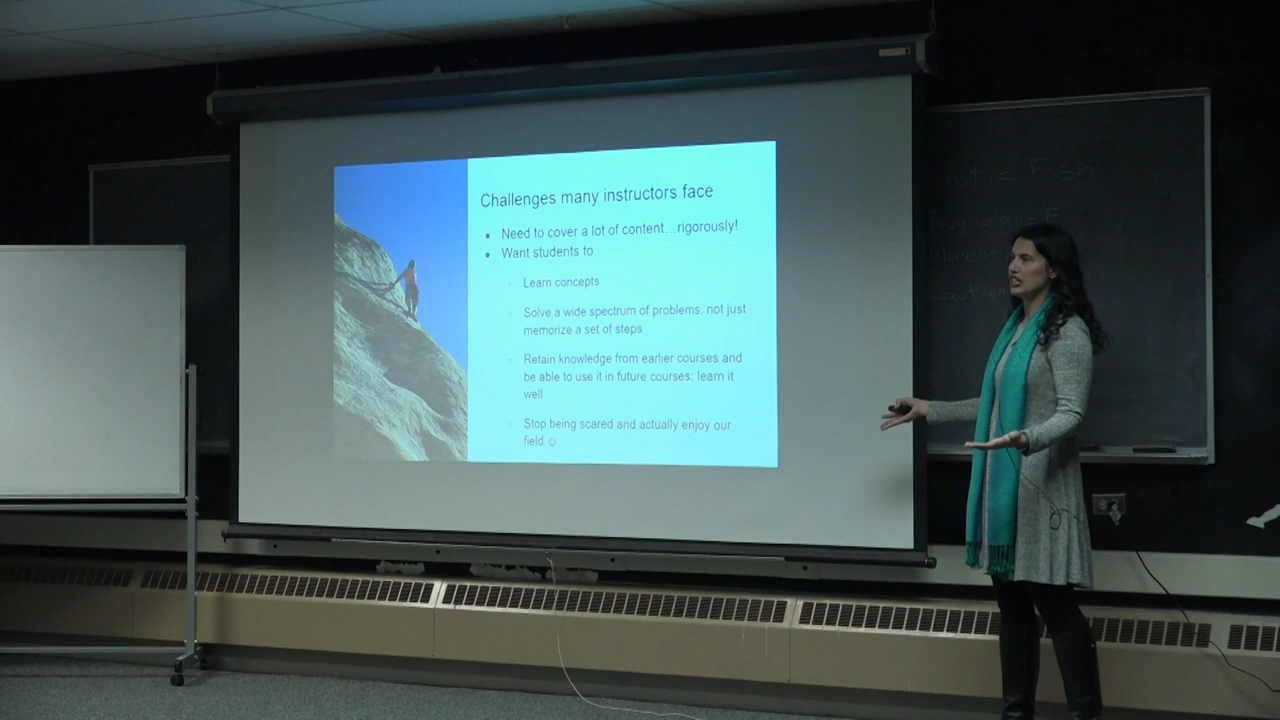 Challenges many instructors face
• Need to cover a lot of content…rigorously!
• Want students to
○ Learn concepts
○ Solve a wide spectrum of problems, not just
memorize a set of steps
○ Retain knowledge from earlier courses and
be able to use it in future courses: learn it
well
○ Stop being scared and actually enjoy our
field ☺
Fish